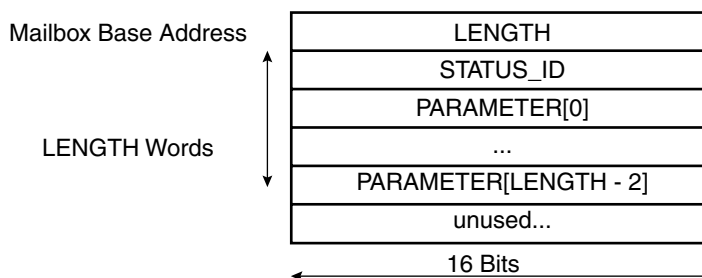 Mailbox Base Address
LENGTH
STATUS_ID
PARAMETER[0]
LENGTH Words
...
PARAMETER[LENGTH - 2]
unused...
16 Bits